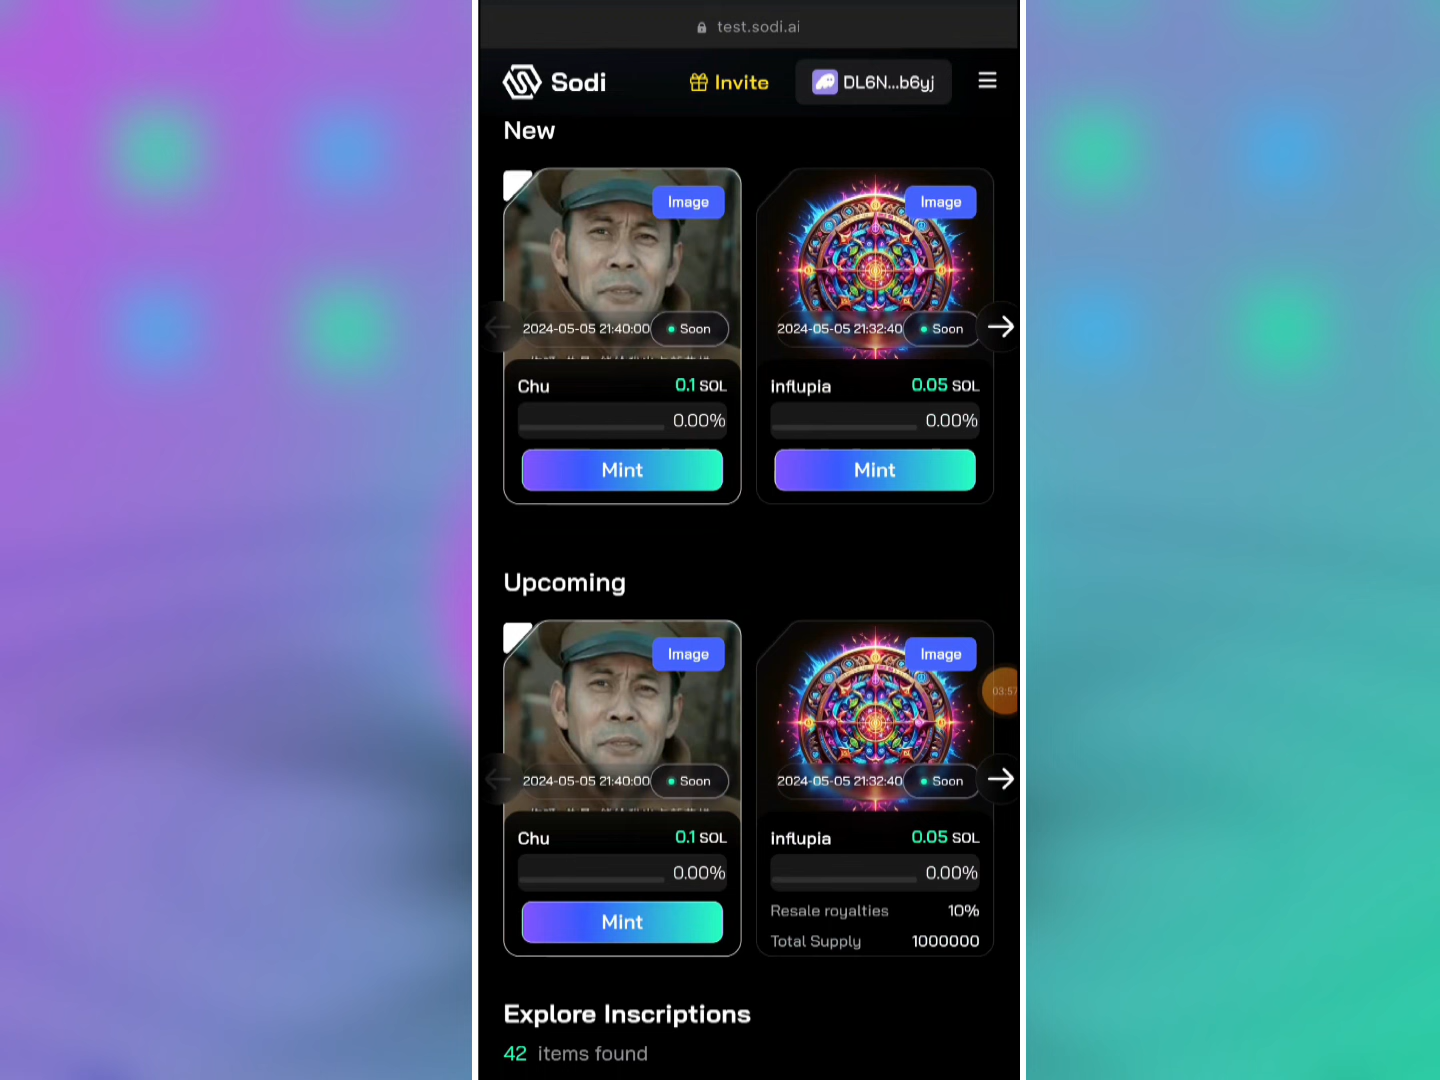 test.sodi.ai
Sodi
Invite
DL6N...b6yj
New
Image
Image
2024-05-05 21:40:00
Soon
2024-05-05 21:32:40
Soon
Chu
0.1 SOL
influpia
0.05 SOL
0.00%
0.00%
Mint
Mint
Upcoming
Image
Image
2024-05-05 21:40:00
Soon
2024-05-05 21:32:40
Soon
03:57
Chu
0.1 SOL
influpia
0.05 SOL
0.00%
0.00%
Mint
Resale royalties 10%
Total Supply 1000000
Explore Inscriptions
42 items found